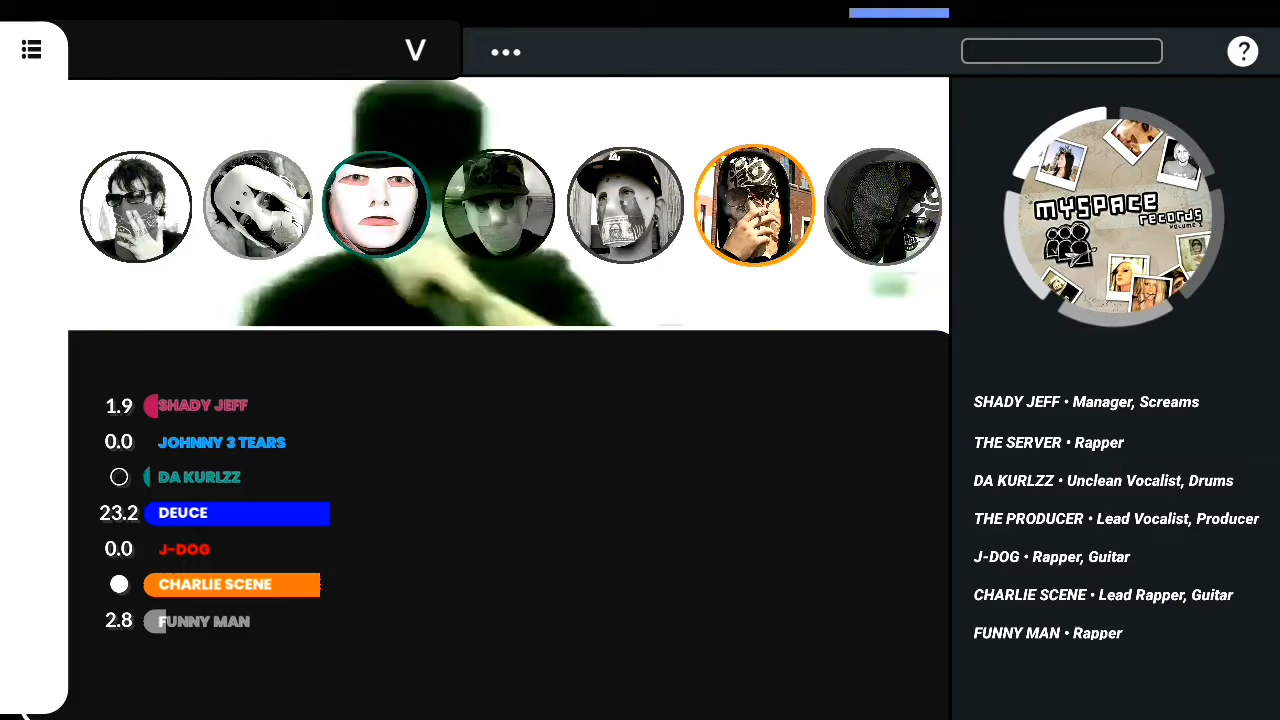 V
•••
?
myspace
records
VOLUME 1
1.9 SHADY JEFF
0.0 JOHNNY 3 TEARS
DA KURLZZ
23.2 DEUCE
0.0 J-DOG
CHARLIE SCENE
2.8 FUNNY MAN
SHADY JEFF • Manager, Screams
THE SERVER • Rapper
DA KURLZZ • Unclean Vocalist, Drums
THE PRODUCER • Lead Vocalist, Producer
J-DOG • Rapper, Guitar
CHARLIE SCENE • Lead Rapper, Guitar
FUNNY MAN • Rapper